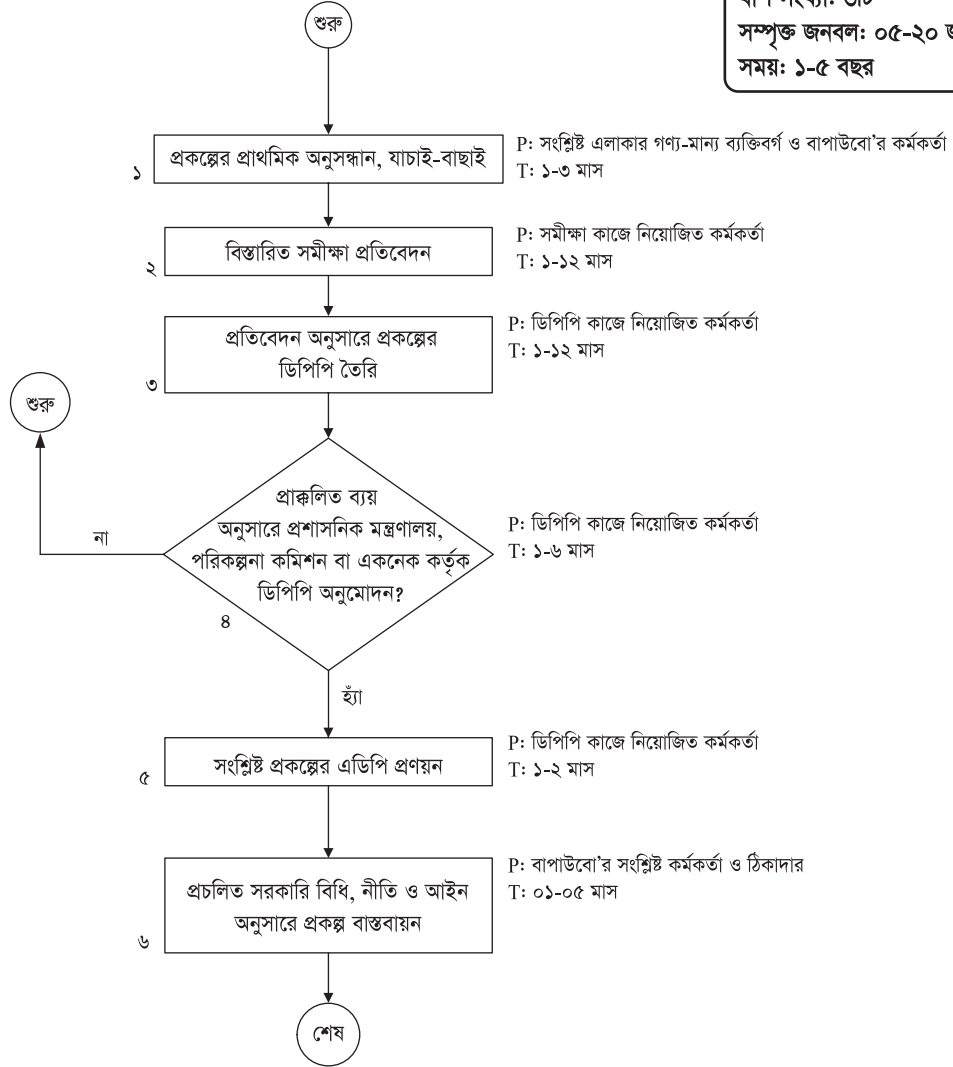 শুরু
সম্পৃক্ত জনবল: ০৫-২০
সময়: ১-৫ বছর
১
প্রকল্পের প্রাথমিক অনুসন্ধান, যাচাই-বাছাই
P: সংশ্লিষ্ট এলাকার গণ্য-মান্য ব্যক্তিবর্গ ও বাপাউবো'র কর্মকর্তা
T: ১-৩ মাস
২
বিস্তারিত সমীক্ষা প্রতিবেদন
P: সমীক্ষা কাজে নিয়োজিত কর্মকর্তা
T: ১-১২ মাস
৩
প্রতিবেদন অনুসারে প্রকল্পের
ডিপিপি তৈরি
P: ডিপিপি কাজে নিয়োজিত কর্মকর্তা
T: ১-১২ মাস
শুরু
না
প্রাক্কলিত ব্যয়
অনুসারে প্রশাসনিক মন্ত্রণালয়,
পরিকল্পনা কমিশন বা একনেক কর্তৃক
ডিপিপি অনুমোদন?
৪
P: ডিপিপি কাজে নিয়োজিত কর্মকর্তা
T: ১-৬ মাস
হ্যাঁ
৫
সংশ্লিষ্ট প্রকল্পের এডিপি প্রণয়ন
P: ডিপিপি কাজে নিয়োজিত কর্মকর্তা
T: ১-২ মাস
৬
প্রচলিত সরকারি বিধি, নীতি ও আইন
অনুসারে প্রকল্প বাস্তবায়ন
P: বাপাউবো'র সংশ্লিষ্ট কর্মকর্তা ও ঠিকাদার
T: ০১-০৫ মাস
শেষ